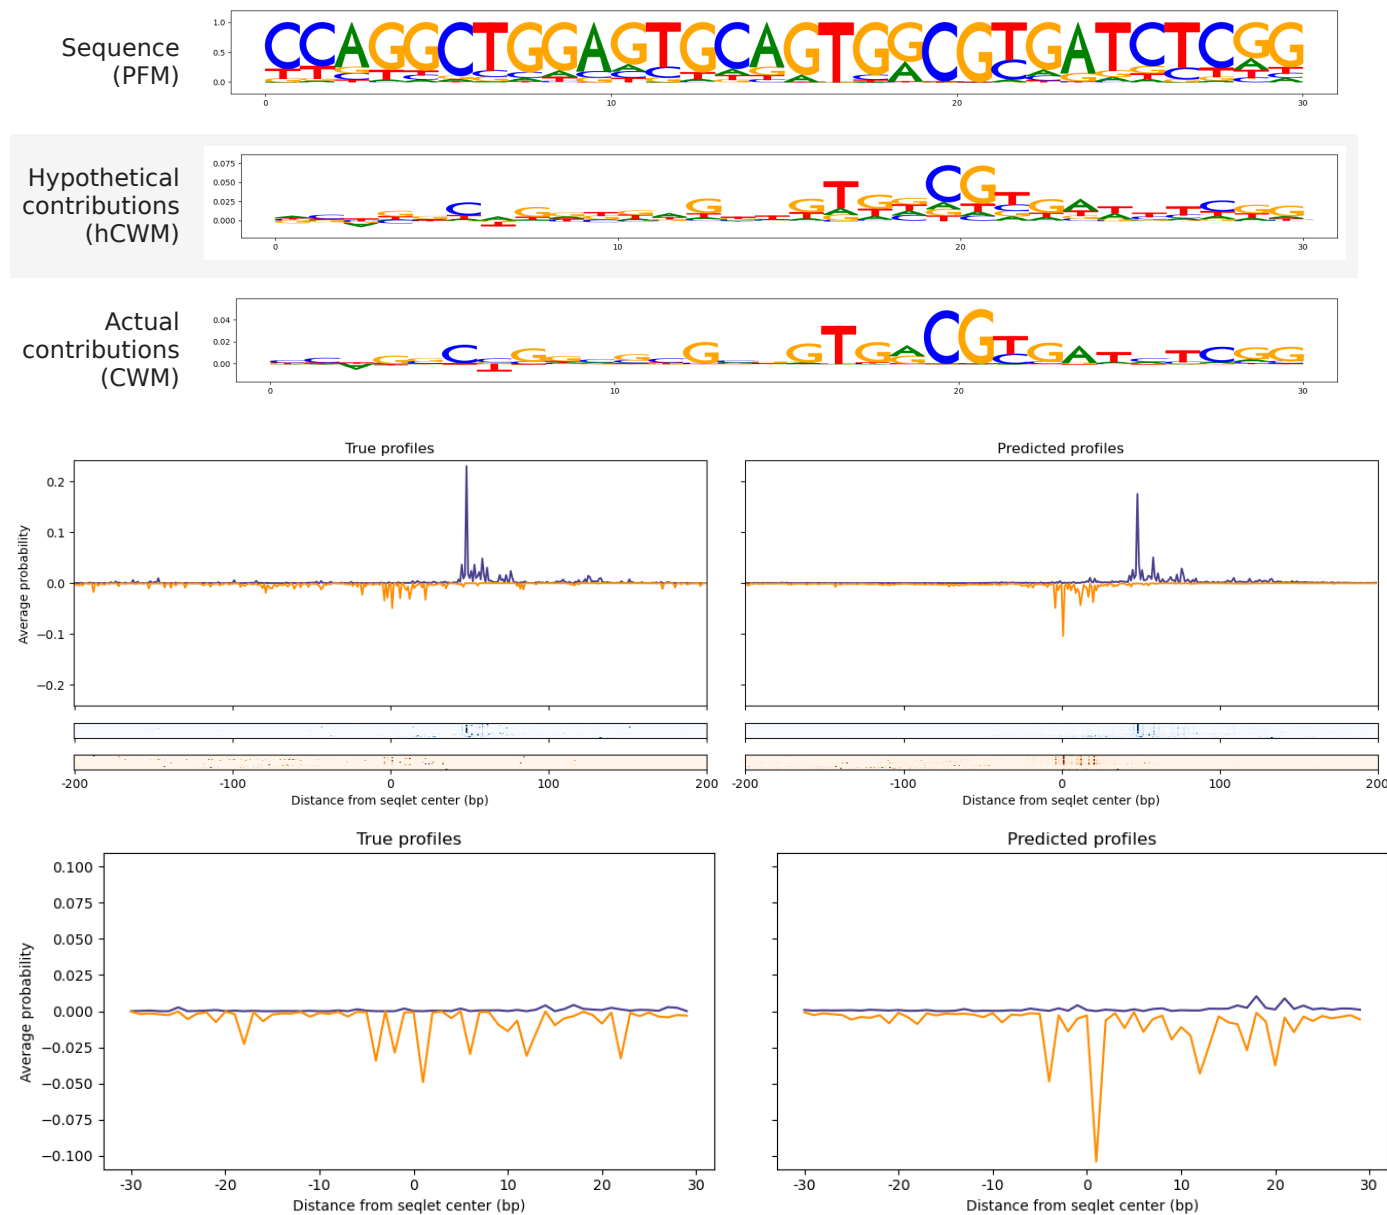 Sequence
(PFM)
1.0
0.5
0.0
CCAGGCTGGAGTGCAGTGGCGTGATCTCGG
0 10 20 30
Hypothetical
contributions
(hCWM)
0.075
0.050
0.025
0.000
0 10 20 30
Actual
contributions
(CWM)
0.04
0.02
0.00
0 10 20 30
True profiles
Predicted profiles
Average probability
0.2
0.1
0.0
−0.1
−0.2
-200 -100 0 100 200
-200 -100 0 100 200
Distance from seqlet center (bp)
Distance from seqlet center (bp)
True profiles
Predicted profiles
Average probability
0.100
0.075
0.050
0.025
0.000
−0.025
−0.050
−0.075
−0.100
-30 -20 -10 0 10 20 30
-30 -20 -10 0 10 20 30
Distance from seqlet center (bp)
Distance from seqlet center (bp)